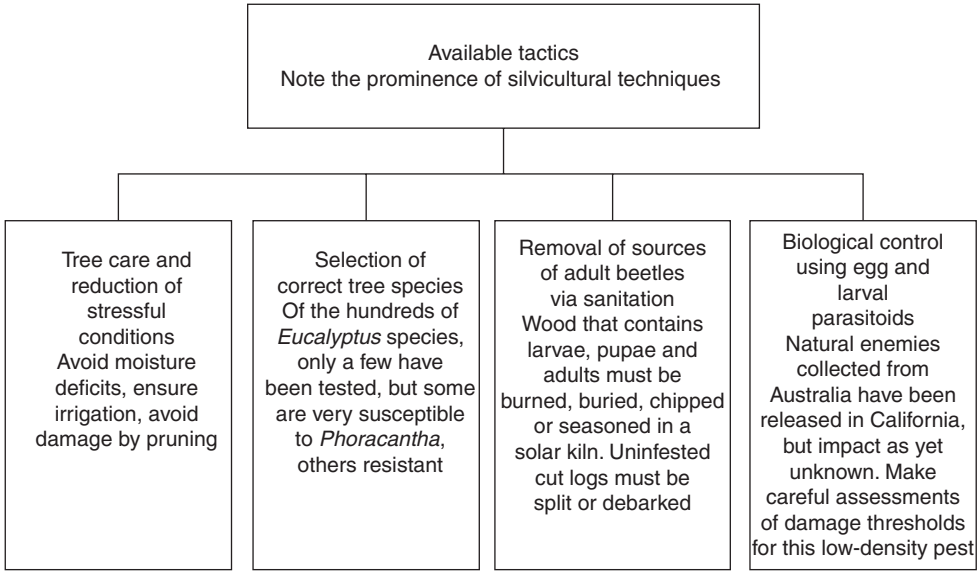 Available tactics
Note the prominence of silvicultural techniques
Tree care and
reduction of
stressful
conditions
Avoid moisture
deficits, ensure
irrigation, avoid
damage by pruning
Selection of
correct tree species
Of the hundreds of
Eucalyptus species,
only a few have
been tested, but some
are very susceptible
to Phoracantha,
others resistant
Removal of sources
of adult beetles
via sanitation
Wood that contains
larvae, pupae and
adults must be
burned, buried, chipped
or seasoned in a
solar kiln. Uninfested
cut logs must be
split or debarked
Biological control
using egg and
larval
parasitoids
Natural enemies
collected from
Australia have been
released in California,
but impact as yet
unknown. Make
careful assessments
of damage thresholds
for this low-density pest